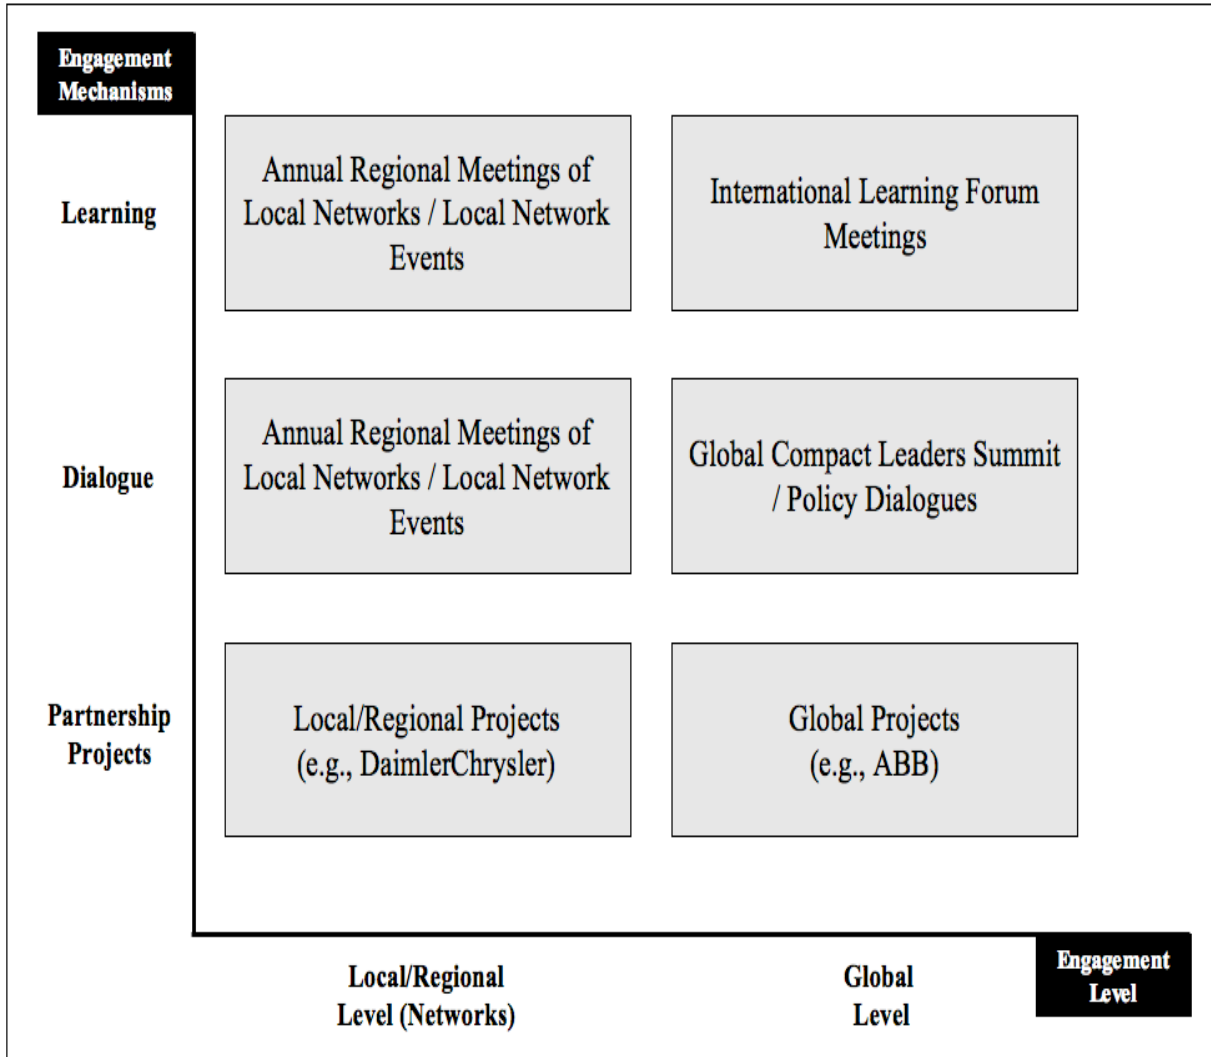 Engagement
Mechanisms
Learning
Annual Regional Meetings of
Local Networks / Local Network
Events
International Learning Forum
Meetings
Dialogue
Annual Regional Meetings of
Local Networks / Local Network
Events
Global Compact Leaders Summit
/ Policy Dialogues
Partnership
Projects
Local/Regional Projects
(e.g., DaimlerChrysler)
Global Projects
(e.g., ABB)
Local/Regional
Level (Networks)
Global
Level
Engagement
Level